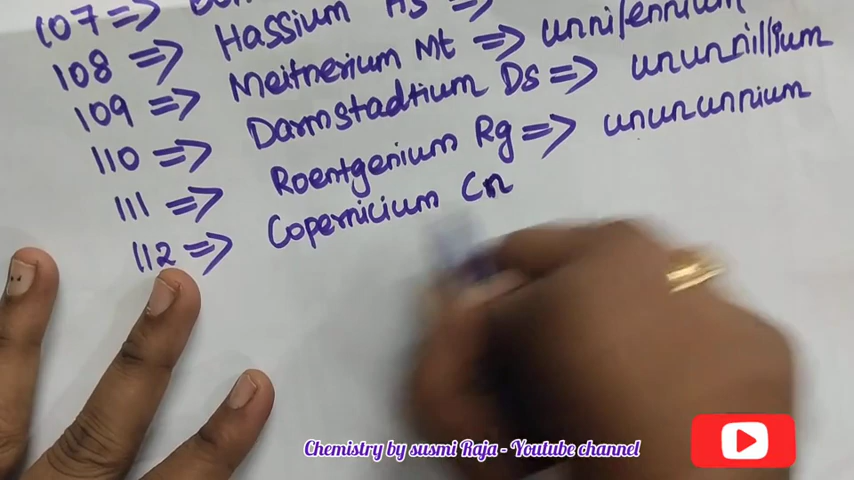 107 =>
108 => Hassium Hs =>
109 => Meitnerium Mt => unnilennium
110 => Darmstadtium Ds => ununnillium
111 => Roentgenium Rg => unununnium
112 => Copernicium Cn
Chemistry by susmi Raja - Youtube channel